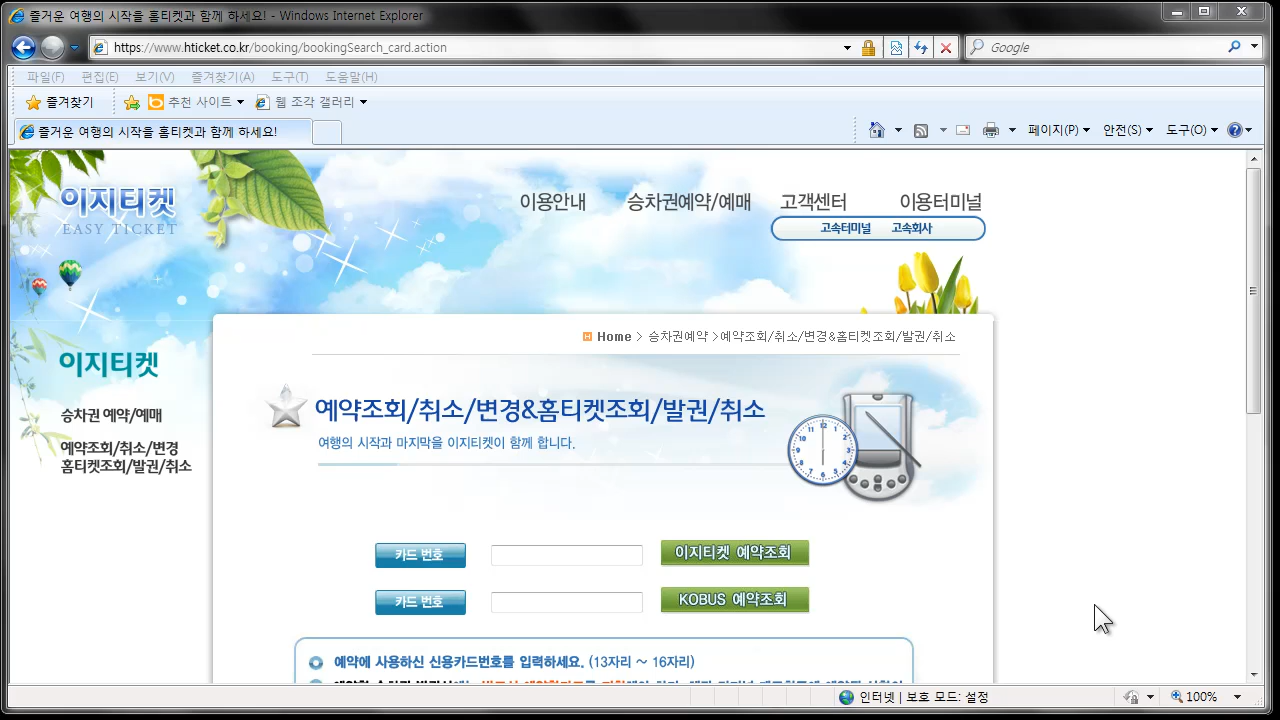 즐거운 여행의 시작을 홈티켓과 함께 하세요! - Windows Internet Explorer
https://www.hticket.co.kr/booking/bookingSearch_card.action
Google
파일(F) 편집(E) 보기(V) 즐겨찾기(A) 도구(T) 도움말(H)
즐겨찾기 추천 사이트 웹 조각 갤러리
즐거운 여행의 시작을 홈티켓과 함께 하세요!
페이지(P) 안전(S) 도구(O)
이지티켓
EASY TICKET
이용안내 승차권예약/예매 고객센터 이용터미널
고속터미널 고속회사
Home > 승차권예약 >예약조회/취소/변경&홈티켓조회/발권/취소
이지티켓
승차권 예약/예매
예약조회/취소/변경
홈티켓조회/발권/취소
예약조회/취소/변경&홈티켓조회/발권/취소
여행의 시작과 마지막을 이지티켓이 함께 합니다.
카드 번호 이지티켓 예약조회
카드 번호 KOBUS 예약조회
예약에 사용하신 신용카드번호를 입력하세요. (13자리 ~ 16자리)
인터넷 | 보호 모드: 설정
100%